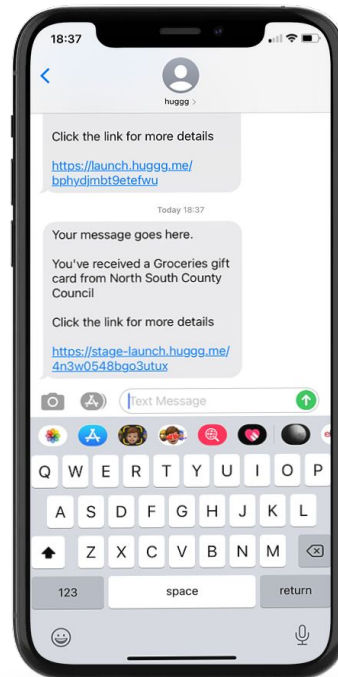 18:37
huggg >
Click the link for more details
https://launch.huggg.me/
bphydjmbt9etefwu
Today 18:37
Your message goes here.
You've received a Groceries gift
card from North South County
Council
Click the link for more details
https://stage-launch.huggg.me/
4n3w0548bgo3utux
Text Message
Q W E R T Y U I O P
A S D F G H J K L
Z X C V B N M
123 space return